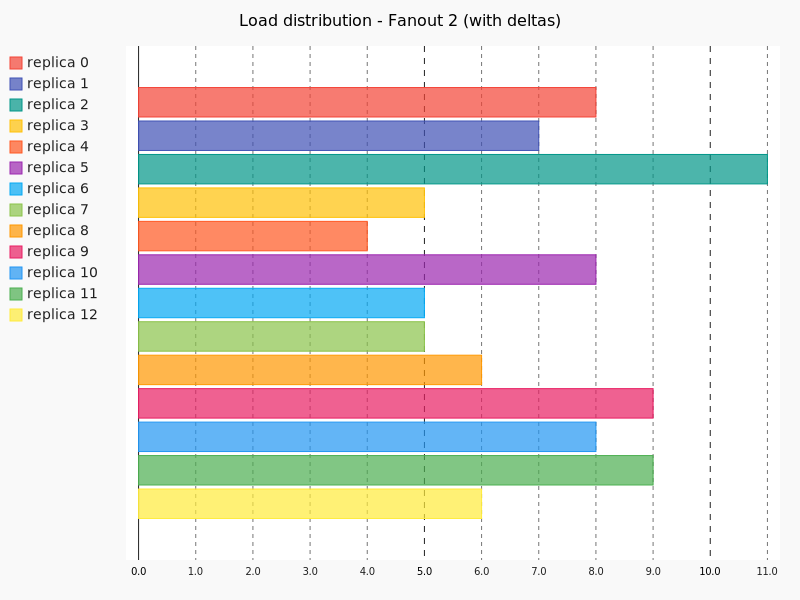 Load distribution - Fanout 2 (with deltas)
replica 0
replica 1
replica 2
replica 3
replica 4
replica 5
replica 6
replica 7
replica 8
replica 9
replica 10
replica 11
replica 12
0.0 1.0 2.0 3.0 4.0 5.0 6.0 7.0 8.0 9.0 10.0 11.0